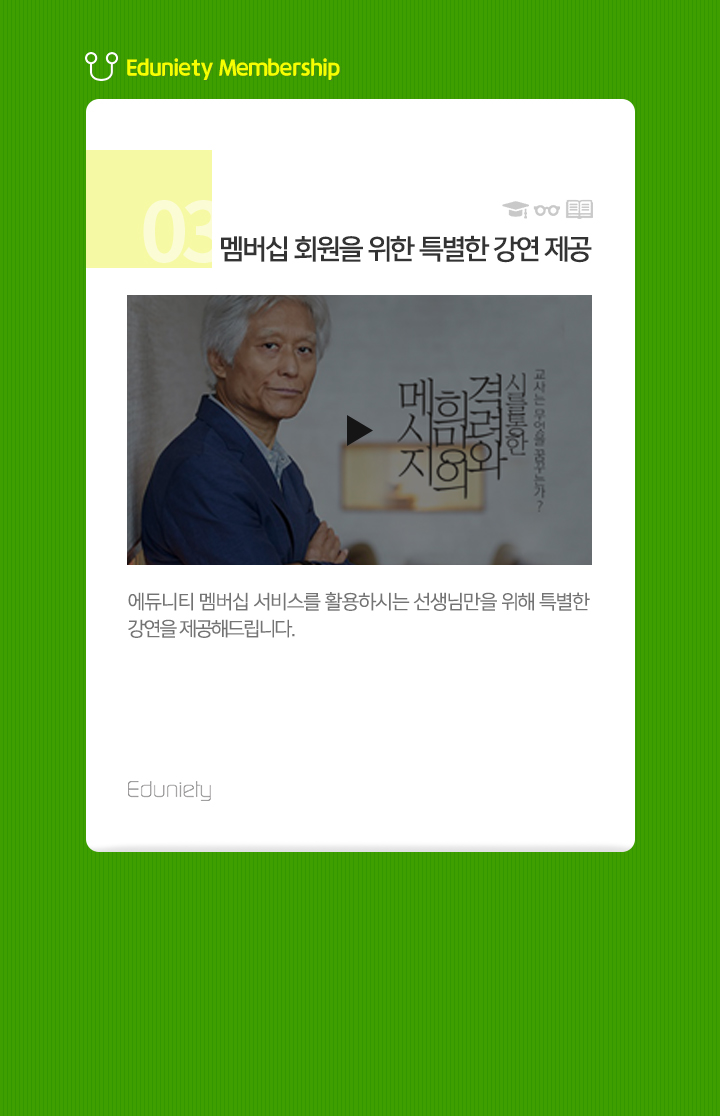 Eduniety Membership
03
멤버십 회원을 위한 특별한 강연 제공
교사는 무엇을 꿈꾸는가?
시를 통한
격려와
희망의
메시지
에듀니티 멤버십 서비스를 활용하시는 선생님만을 위해 특별한
강연을 제공해드립니다.
Eduniety